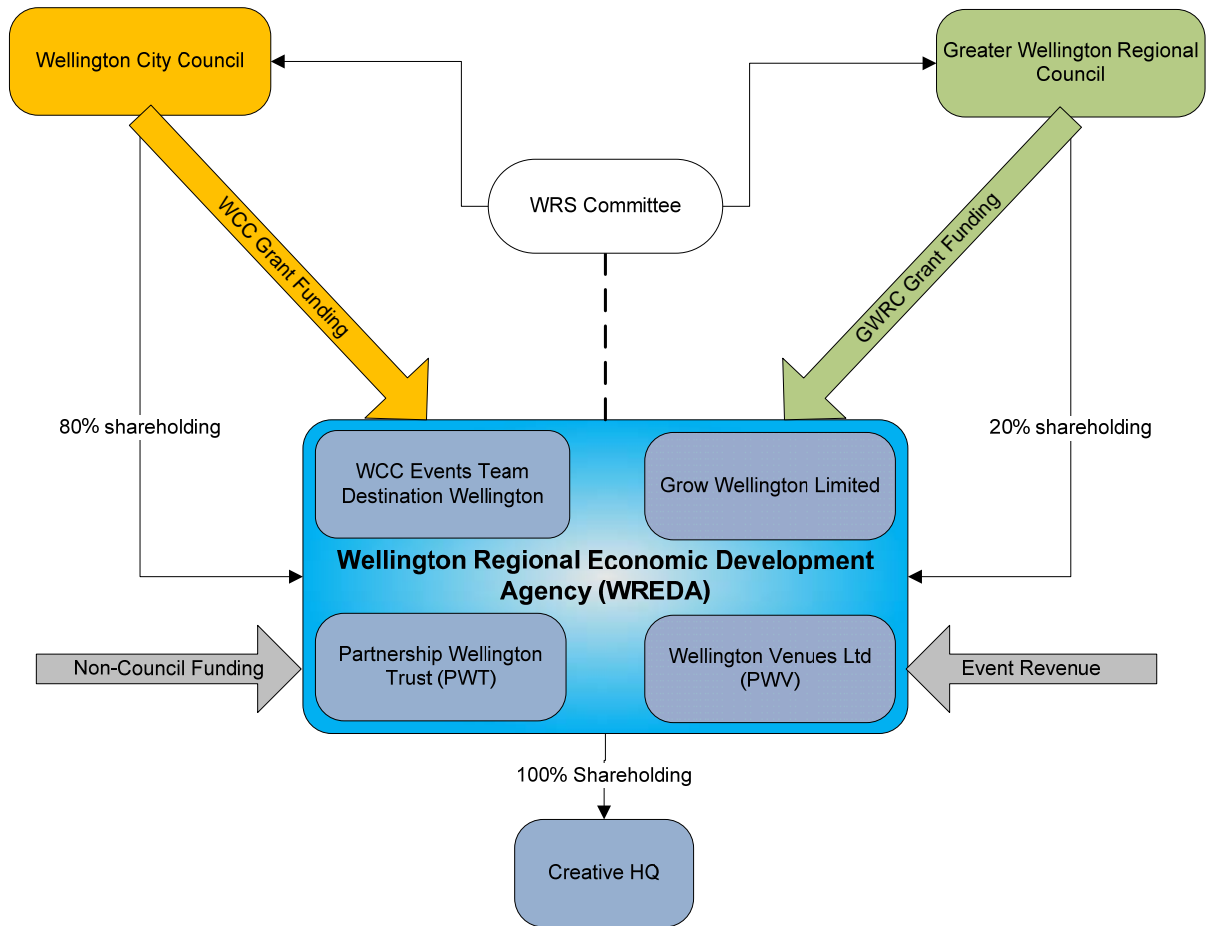 Wellington City Council
Greater Wellington Regional
Council
WRS Committee
WCC Grant Funding
GWRC Grant Funding
80% shareholding
20% shareholding
WCC Events Team
Destination Wellington
Grow Wellington Limited
Wellington Regional Economic Development
Agency (WREDA)
Non-Council Funding
Partnership Wellington
Trust (PWT)
Wellington Venues Ltd
(PWV)
Event Revenue
100% Shareholding
Creative HQ